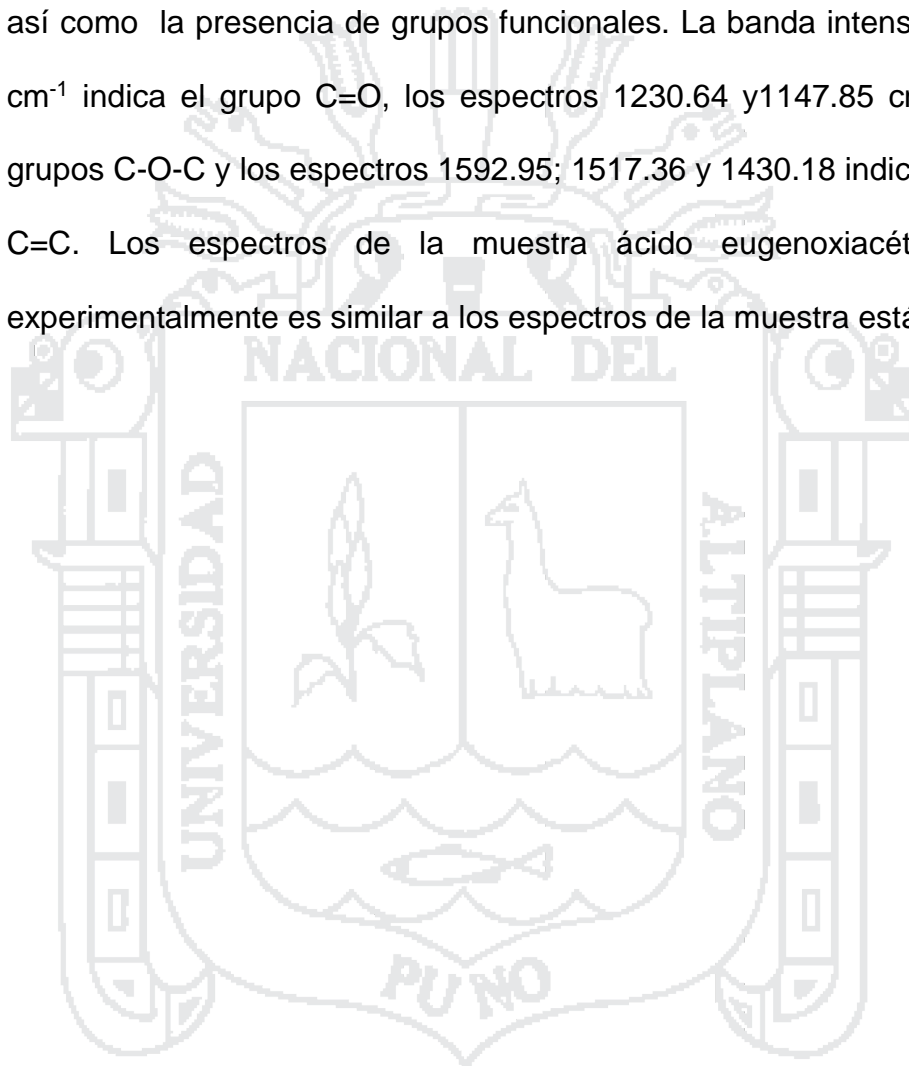 así como la presencia de grupos funcionales. La banda intens
cm⁻¹ indica el grupo C=O, los espectros 1230.64 y1147.85 c
grupos C-O-C y los espectros 1592.95; 1517.36 y 1430.18 indic
C=C. Los espectros de la muestra ácido eugenoxiacét
experimentalmente es similar a los espectros de la muestra está
NACIONAL DEL
UNIVERSIDAD
ALTIPLANO
PUNO